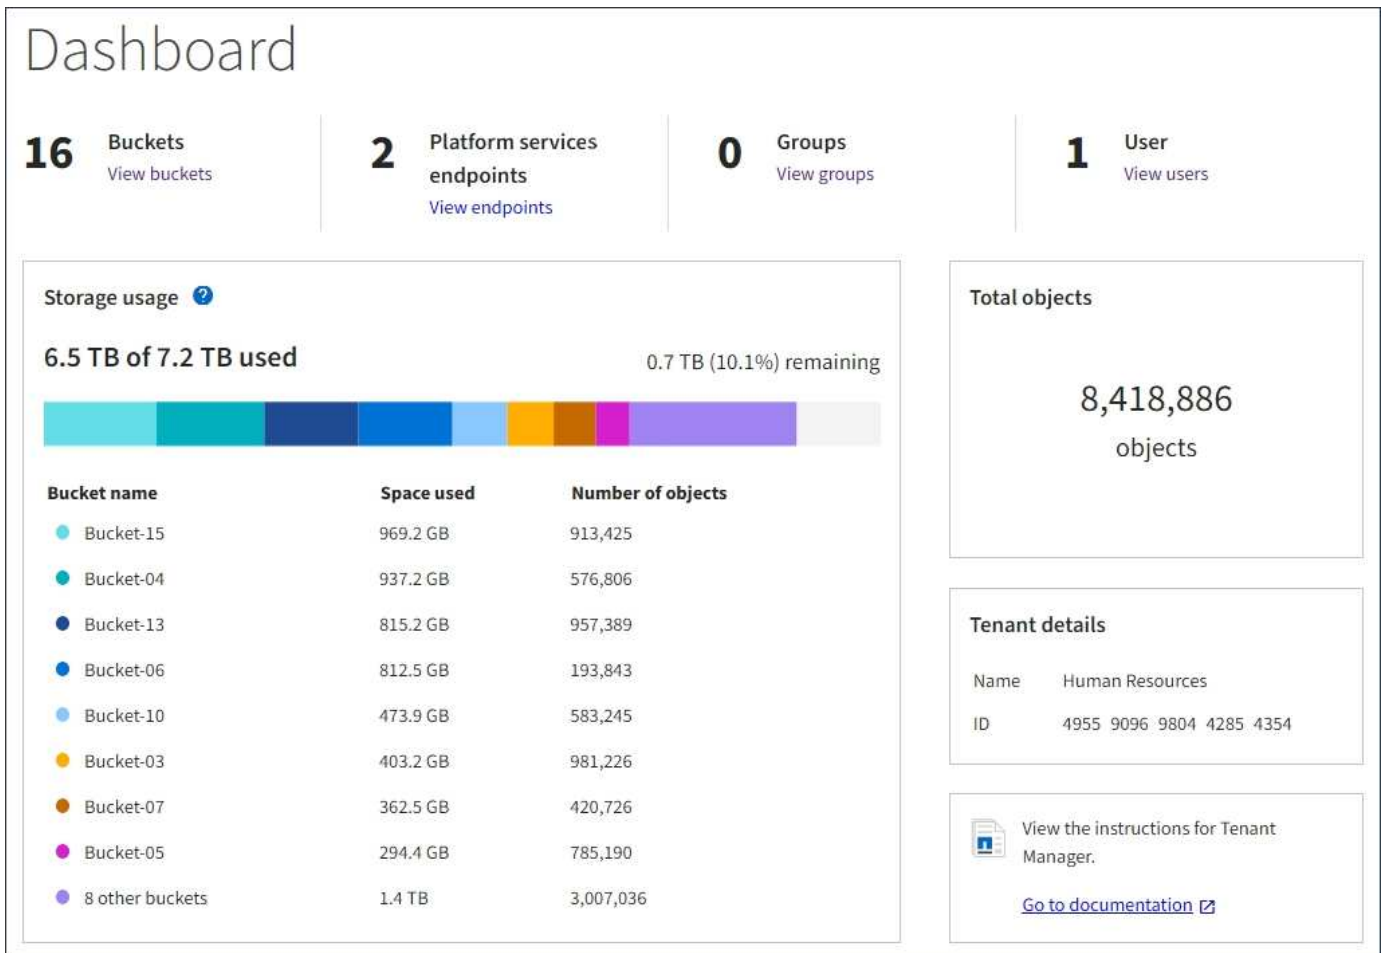 Dashboard
16 Buckets
View buckets
2 Platform services
endpoints
View endpoints
0 Groups
View groups
1 User
View users
Storage usage ?
6.5 TB of 7.2 TB used
0.7 TB (10.1%) remaining
Bucket name Space used Number of objects
Bucket-15 969.2 GB 913,425
Bucket-04 937.2 GB 576,806
Bucket-13 815.2 GB 957,389
Bucket-06 812.5 GB 193,843
Bucket-10 473.9 GB 583,245
Bucket-03 403.2 GB 981,226
Bucket-07 362.5 GB 420,726
Bucket-05 294.4 GB 785,190
8 other buckets 1.4 TB 3,007,036
Total objects
8,418,886
objects
Tenant details
Name Human Resources
ID 4955 9096 9804 4285 4354
View the instructions for Tenant
Manager.
Go to documentation